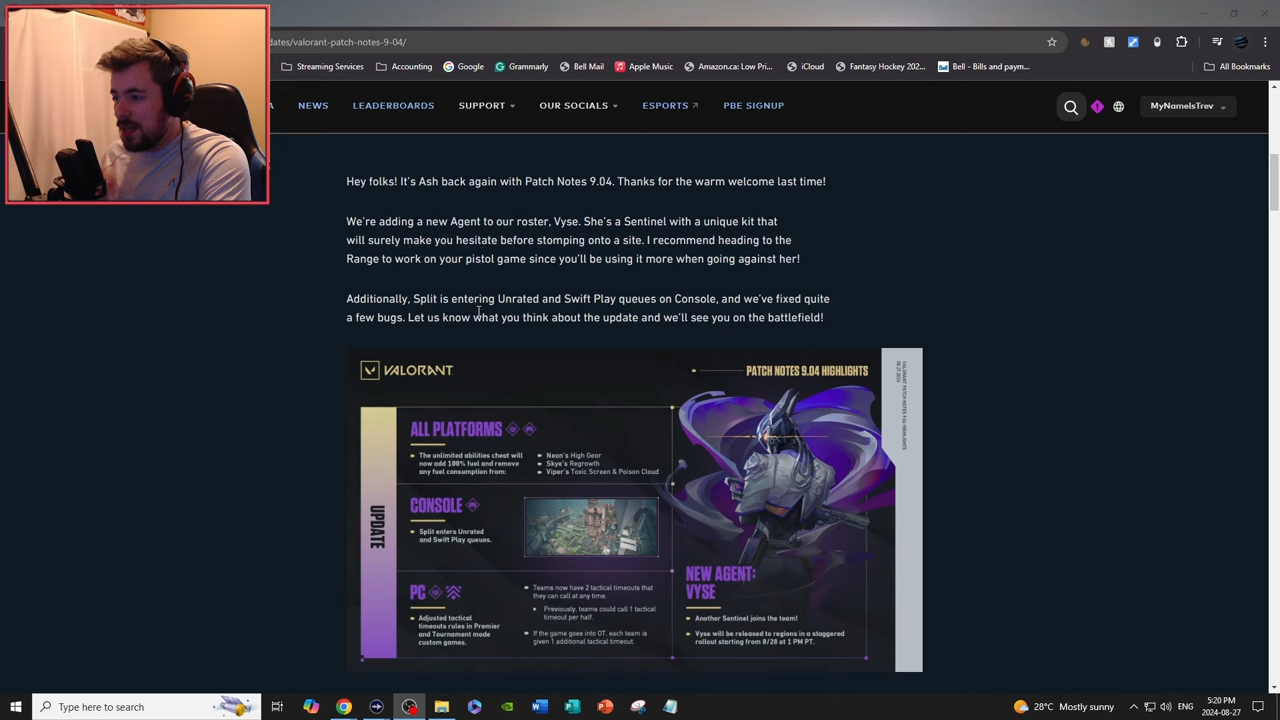 dates/valorant-patch-notes-9-04/
Streaming Services
Accounting
Google
Grammarly
Bell Mail
Apple Music
Amazon.ca: Low Pri...
iCloud
Fantasy Hockey 202...
Bell - Bills and paym...
All Bookmarks
A
NEWS
LEADERBOARDS
SUPPORT
OUR SOCIALS
ESPORTS
PBE SIGNUP
MyNameIsTrev
Hey folks! It's Ash back again with Patch Notes 9.04. Thanks for the warm welcome last time!
We're adding a new Agent to our roster, Vyse. She's a Sentinel with a unique kit that
will surely make you hesitate before stomping onto a site. I recommend heading to the
Range to work on your pistol game since you'll be using it more when going against her!
Additionally, Split is entering Unrated and Swift Play queues on Console, and we've fixed quite
a few bugs. Let us know what you think about the update and we'll see you on the battlefield!
VALORANT
PATCH NOTES 9.04 HIGHLIGHTS
VALORANT PATCH NOTES 9.04 HIGHLIGHTS
UPDATE
ALL PLATFORMS
The unlimited abilities cheat will
now add 100% fuel and remove
any fuel consumption from:
Neon's High Gear
Skye's Regrowth
Viper's Toxic Screen & Poison Cloud
CONSOLE
Split enters Unrated
and Swift Play queues.
PC
Adjusted tactical
timeouts rules in Premier
and Tournament mode
custom games.
Teams now have 2 tactical timeouts that
they can call at any time.
Previously, teams could call 1 tactical
timeout per half.
If the game goes into OT, each team is
given 1 additional tactical timeout.
NEW AGENT:
VYSE
Another Sentinel joins the team!
Vyse will be released to regions in a staggered
rollout starting from 8/28 at 1 PM PT.
Type here to search
28°C Mostly sunny
5:20 PM
2024-08-27